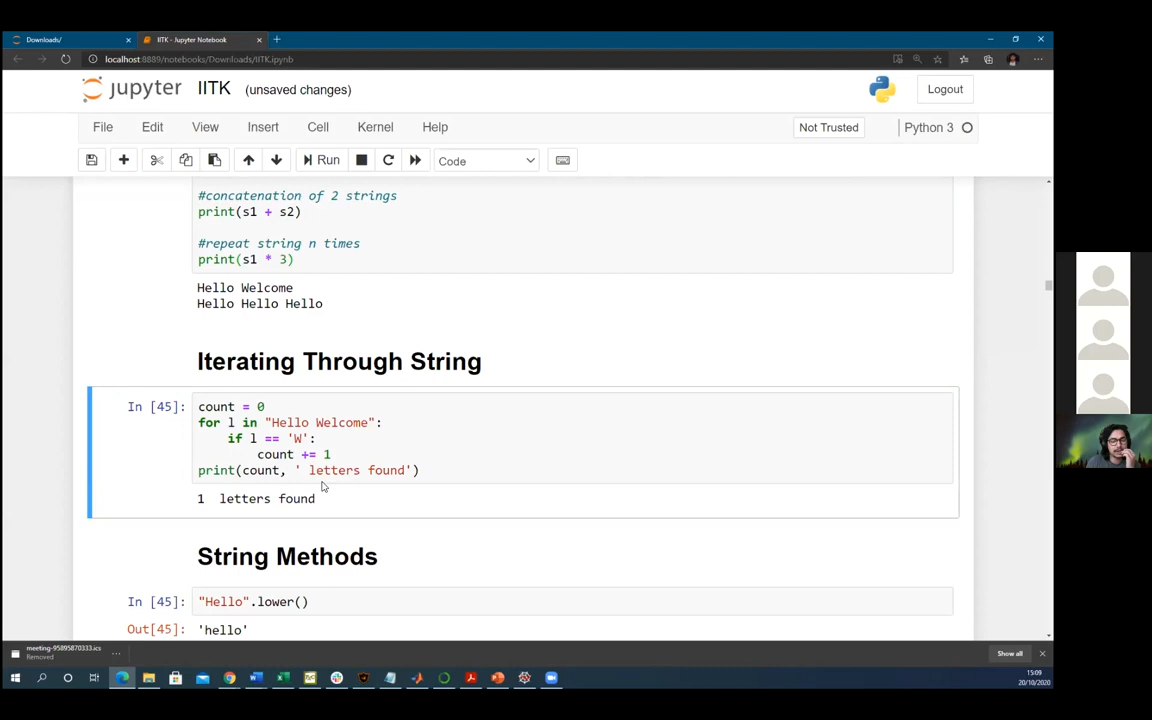 Downloads/
IITK - Jupyter Notebook
localhost:8889/notebooks/Downloads/IITK.ipynb
jupyter IITK (unsaved changes)
Logout
File Edit View Insert Cell Kernel Help
Not Trusted
Python 3
Run
Code
#concatenation of 2 strings
print(s1 + s2)
#repeat string n times
print(s1 * 3)
Hello Welcome
Hello Hello Hello
Iterating Through String
In [45]:
count = 0
for l in "Hello Welcome":
    if l == 'W':
        count += 1
print(count, ' letters found')
1  letters found
String Methods
In [45]: "Hello".lower()
Out[45]: 'hello'
meeting-95895870333.ics
Removed
Show all
15:09
20/10/2020